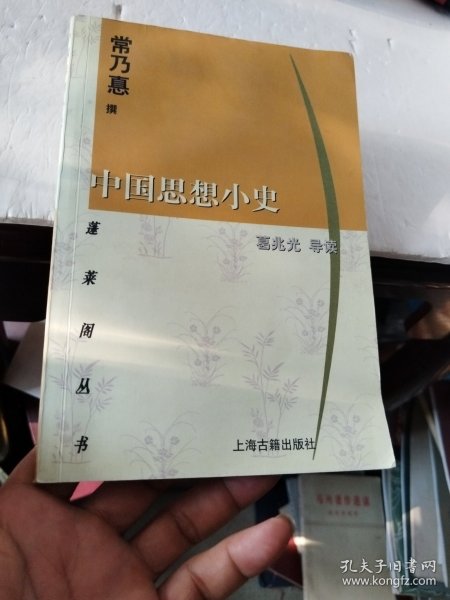 常乃惪 撰
中国思想小史
葛兆光 导读
蓬莱阁丛书
上海古籍出版社
孔夫子旧书网
www.kongfz.com